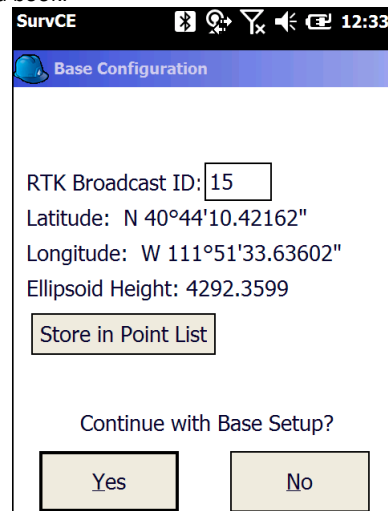 SurvCE 12:33
Base Configuration
RTK Broadcast ID: 15
Latitude: N 40°44'10.42162"
Longitude: W 111°51'33.63602"
Ellipsoid Height: 4292.3599
Store in Point List
Continue with Base Setup?
Yes No